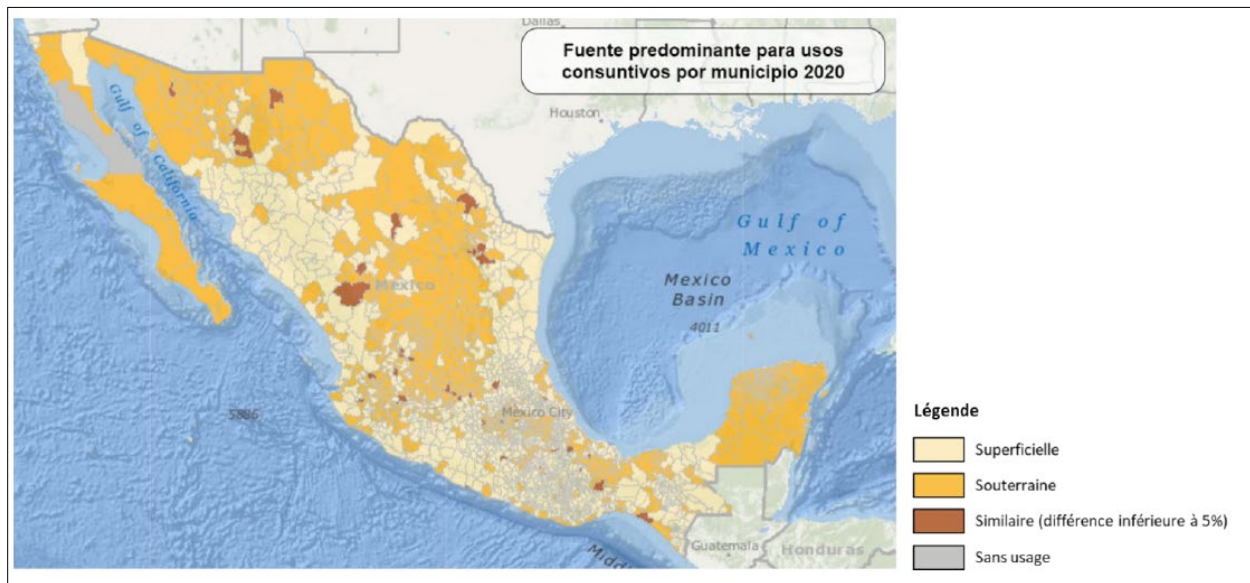 Dallas
Fuente predominante para usos
consuntivos por municipio 2020
Houston
Gulf of
California
Gulf of
Mexico
Mexico
Basin
4011
México
5886
Mexico City
Guatemala
Honduras
Légende
Superficielle
Souterraine
Similaire (différence inférieure à 5%)
Sans usage